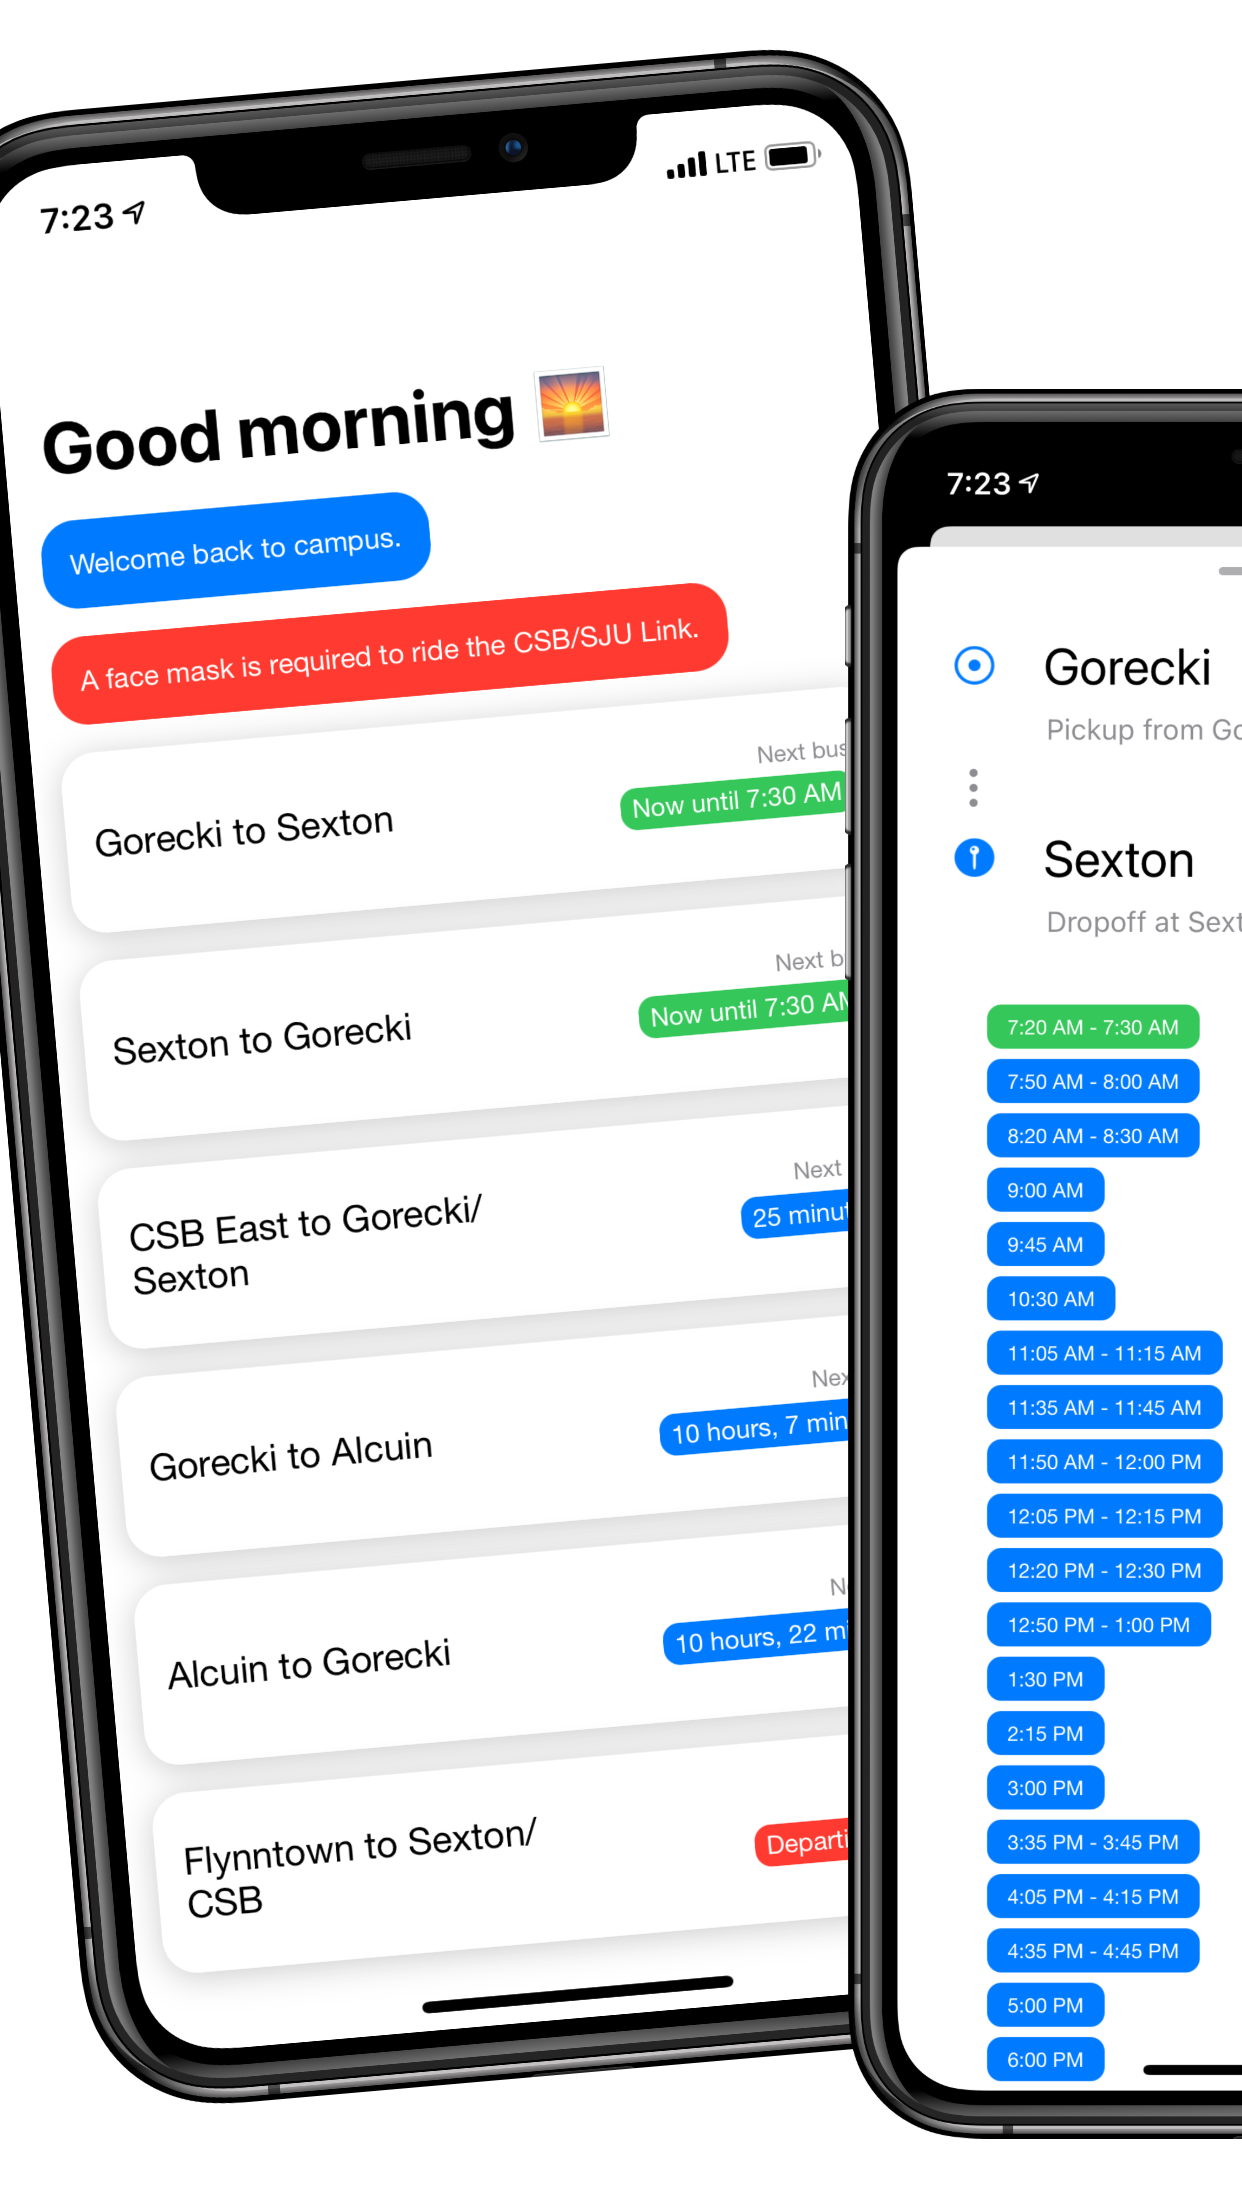 7:23
LTE
Good morning
Welcome back to campus.
A face mask is required to ride the CSB/SJU Link.
Next bus
Gorecki to Sexton
Now until 7:30 AM
Next
Sexton to Gorecki
Now until 7:30
Next
CSB East to Gorecki/
Sexton
25
Gorecki to Alcuin
10 hours, 7
Alcuin to Gorecki
10 hours, 22
Flynntown to Sexton/
CSB
7:23
Gorecki
Pickup from
Sexton
Dropoff at
7:20 AM - 7:30 AM
7:50 AM - 8:00 AM
8:20 AM - 8:30 AM
9:00 AM
9:45 AM
10:30 AM
11:05 AM - 11:15 AM
11:35 AM - 11:45 AM
11:50 AM - 12:00 PM
12:05 PM - 12:15 PM
12:20 PM - 12:30 PM
12:50 PM - 1:00 PM
1:30 PM
2:15 PM
3:00 PM
3:35 PM - 3:45 PM
4:05 PM - 4:15 PM
4:35 PM - 4:45 PM
5:00 PM
6:00 PM